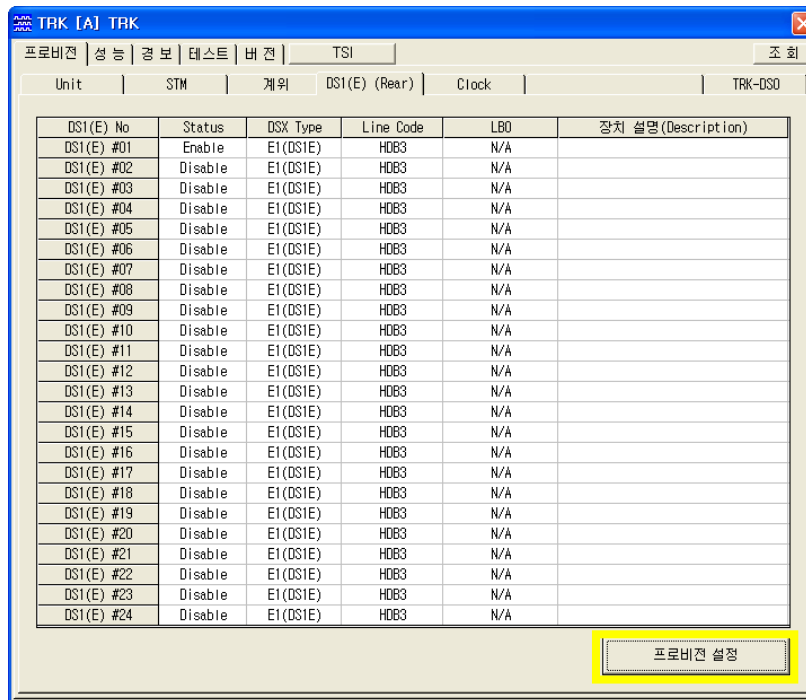 TRK [A] TRK
프로비젼 성 능 경 보 테스트 버 전 TSI 조 회
Unit STM 계위 DS1(E) (Rear) Clock TRK-DS0
DS1(E) No Status DSX Type Line Code LBO 장치 설명(Description)
DS1(E) #01 Enable E1(DS1E) HDB3 N/A
DS1(E) #02 Disable E1(DS1E) HDB3 N/A
DS1(E) #03 Disable E1(DS1E) HDB3 N/A
DS1(E) #04 Disable E1(DS1E) HDB3 N/A
DS1(E) #05 Disable E1(DS1E) HDB3 N/A
DS1(E) #06 Disable E1(DS1E) HDB3 N/A
DS1(E) #07 Disable E1(DS1E) HDB3 N/A
DS1(E) #08 Disable E1(DS1E) HDB3 N/A
DS1(E) #09 Disable E1(DS1E) HDB3 N/A
DS1(E) #10 Disable E1(DS1E) HDB3 N/A
DS1(E) #11 Disable E1(DS1E) HDB3 N/A
DS1(E) #12 Disable E1(DS1E) HDB3 N/A
DS1(E) #13 Disable E1(DS1E) HDB3 N/A
DS1(E) #14 Disable E1(DS1E) HDB3 N/A
DS1(E) #15 Disable E1(DS1E) HDB3 N/A
DS1(E) #16 Disable E1(DS1E) HDB3 N/A
DS1(E) #17 Disable E1(DS1E) HDB3 N/A
DS1(E) #18 Disable E1(DS1E) HDB3 N/A
DS1(E) #19 Disable E1(DS1E) HDB3 N/A
DS1(E) #20 Disable E1(DS1E) HDB3 N/A
DS1(E) #21 Disable E1(DS1E) HDB3 N/A
DS1(E) #22 Disable E1(DS1E) HDB3 N/A
DS1(E) #23 Disable E1(DS1E) HDB3 N/A
DS1(E) #24 Disable E1(DS1E) HDB3 N/A
프로비젼 설정